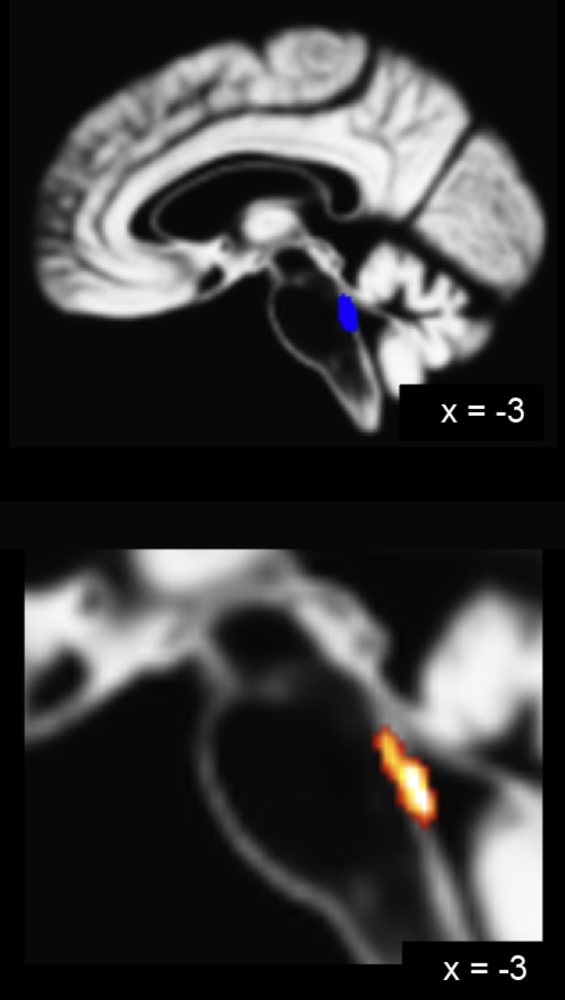 x = -3
x = -3